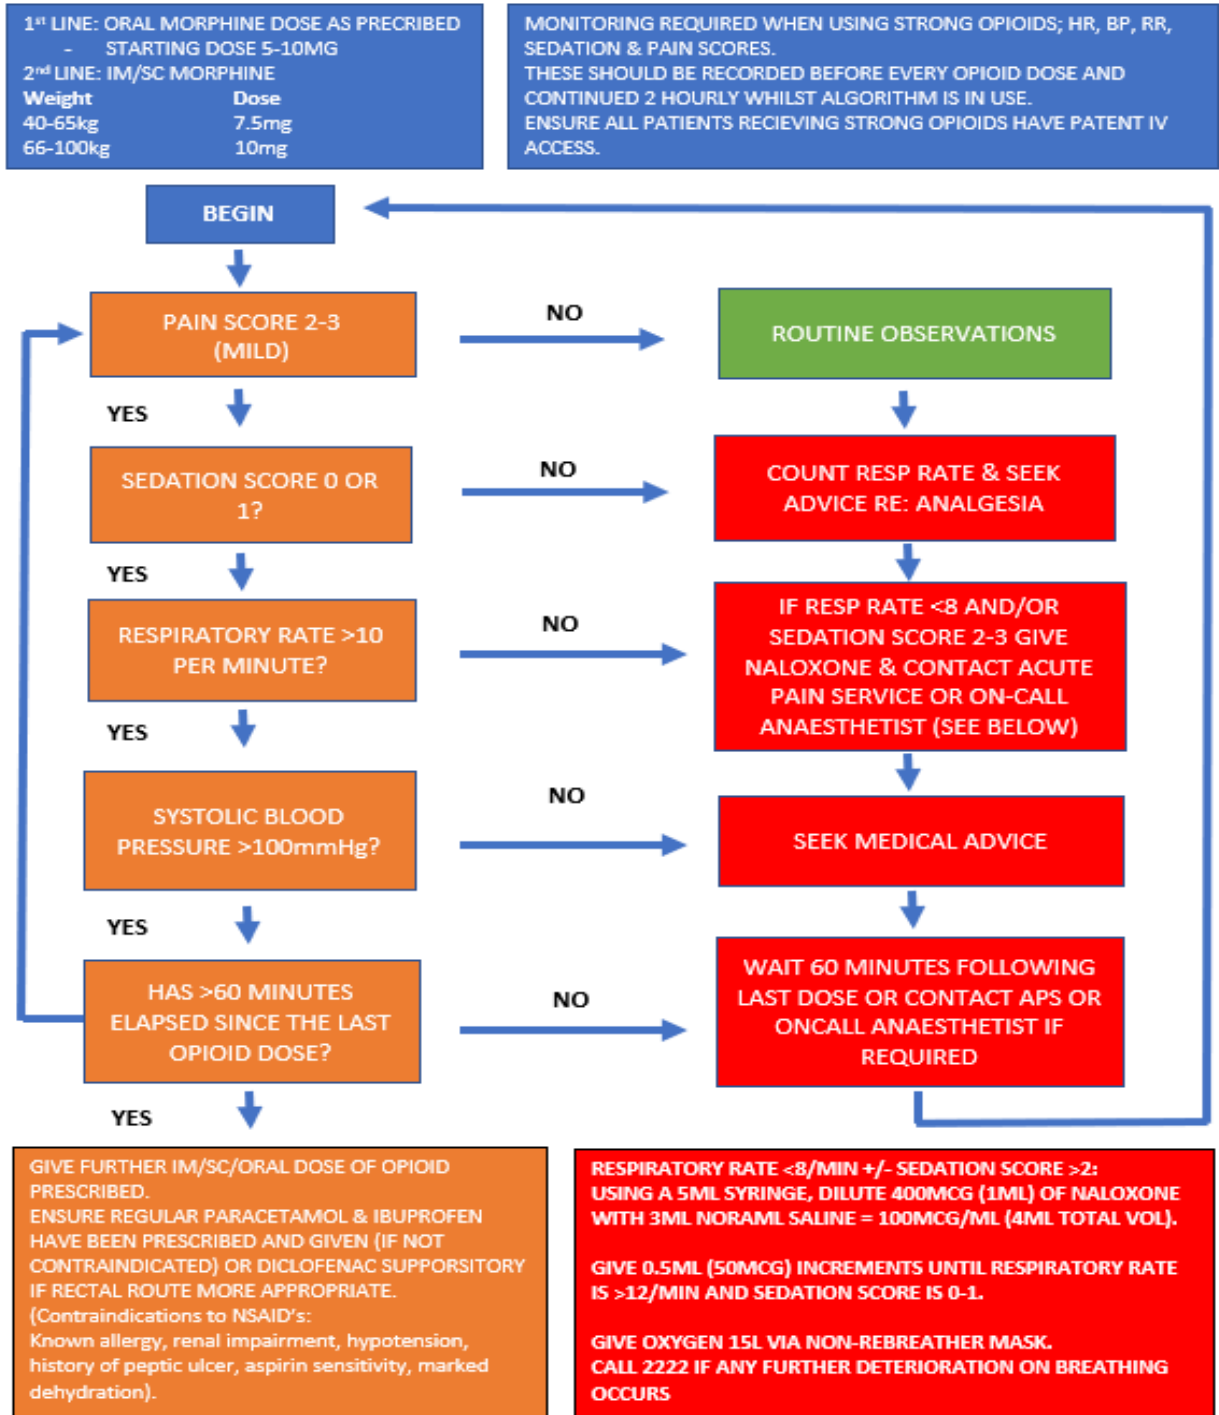 1st LINE: ORAL MORPHINE DOSE AS PRECRIBED
- STARTING DOSE 5-10MG
2nd LINE: IM/SC MORPHINE
Weight Dose
40-65kg 7.5mg
66-100kg 10mg
MONITORING REQUIRED WHEN USING STRONG OPIOIDS; HR, BP, RR,
SEDATION & PAIN SCORES.
THESE SHOULD BE RECORDED BEFORE EVERY OPIOID DOSE AND
CONTINUED 2 HOURLY WHILST ALGORITHM IS IN USE.
ENSURE ALL PATIENTS RECIEVING STRONG OPIOIDS HAVE PATENT IV
ACCESS.
BEGIN
PAIN SCORE 2-3
(MILD)
NO
ROUTINE OBSERVATIONS
YES
SEDATION SCORE 0 OR
1?
NO
COUNT RESP RATE & SEEK
ADVICE RE: ANALGESIA
YES
RESPIRATORY RATE >10
PER MINUTE?
NO
IF RESP RATE <8 AND/OR
SEDATION SCORE 2-3 GIVE
NALOXONE & CONTACT ACUTE
PAIN SERVICE OR ON-CALL
ANAESTHETIST (SEE BELOW)
YES
SYSTOLIC BLOOD
PRESSURE >100mmHg?
NO
SEEK MEDICAL ADVICE
YES
HAS >60 MINUTES
ELAPSED SINCE THE LAST
OPIOID DOSE?
NO
WAIT 60 MINUTES FOLLOWING
LAST DOSE OR CONTACT APS OR
ONCALL ANAESTHETIST IF
REQUIRED
YES
GIVE FURTHER IM/SC/ORAL DOSE OF OPIOID
PRESCRIBED.
ENSURE REGULAR PARACETAMOL & IBUPROFEN
HAVE BEEN PRESCRIBED AND GIVEN (IF NOT
CONTRAINDICATED) OR DICLOFENAC SUPPORSITORY
IF RECTAL ROUTE MORE APPROPRIATE.
(Contraindications to NSAID's:
Known allergy, renal impairment, hypotension,
history of peptic ulcer, aspirin sensitivity, marked
dehydration).
RESPIRATORY RATE <8/MIN +/- SEDATION SCORE >2:
USING A 5ML SYRINGE, DILUTE 400MCG (1ML) OF NALOXONE
WITH 3ML NORAML SALINE = 100MCG/ML (4ML TOTAL VOL).
GIVE 0.5ML (50MCG) INCREMENTS UNTIL RESPIRATORY RATE
IS >12/MIN AND SEDATION SCORE IS 0-1.
GIVE OXYGEN 15L VIA NON-REBREATHER MASK.
CALL 2222 IF ANY FURTHER DETERIORATION ON BREATHING
OCCURS